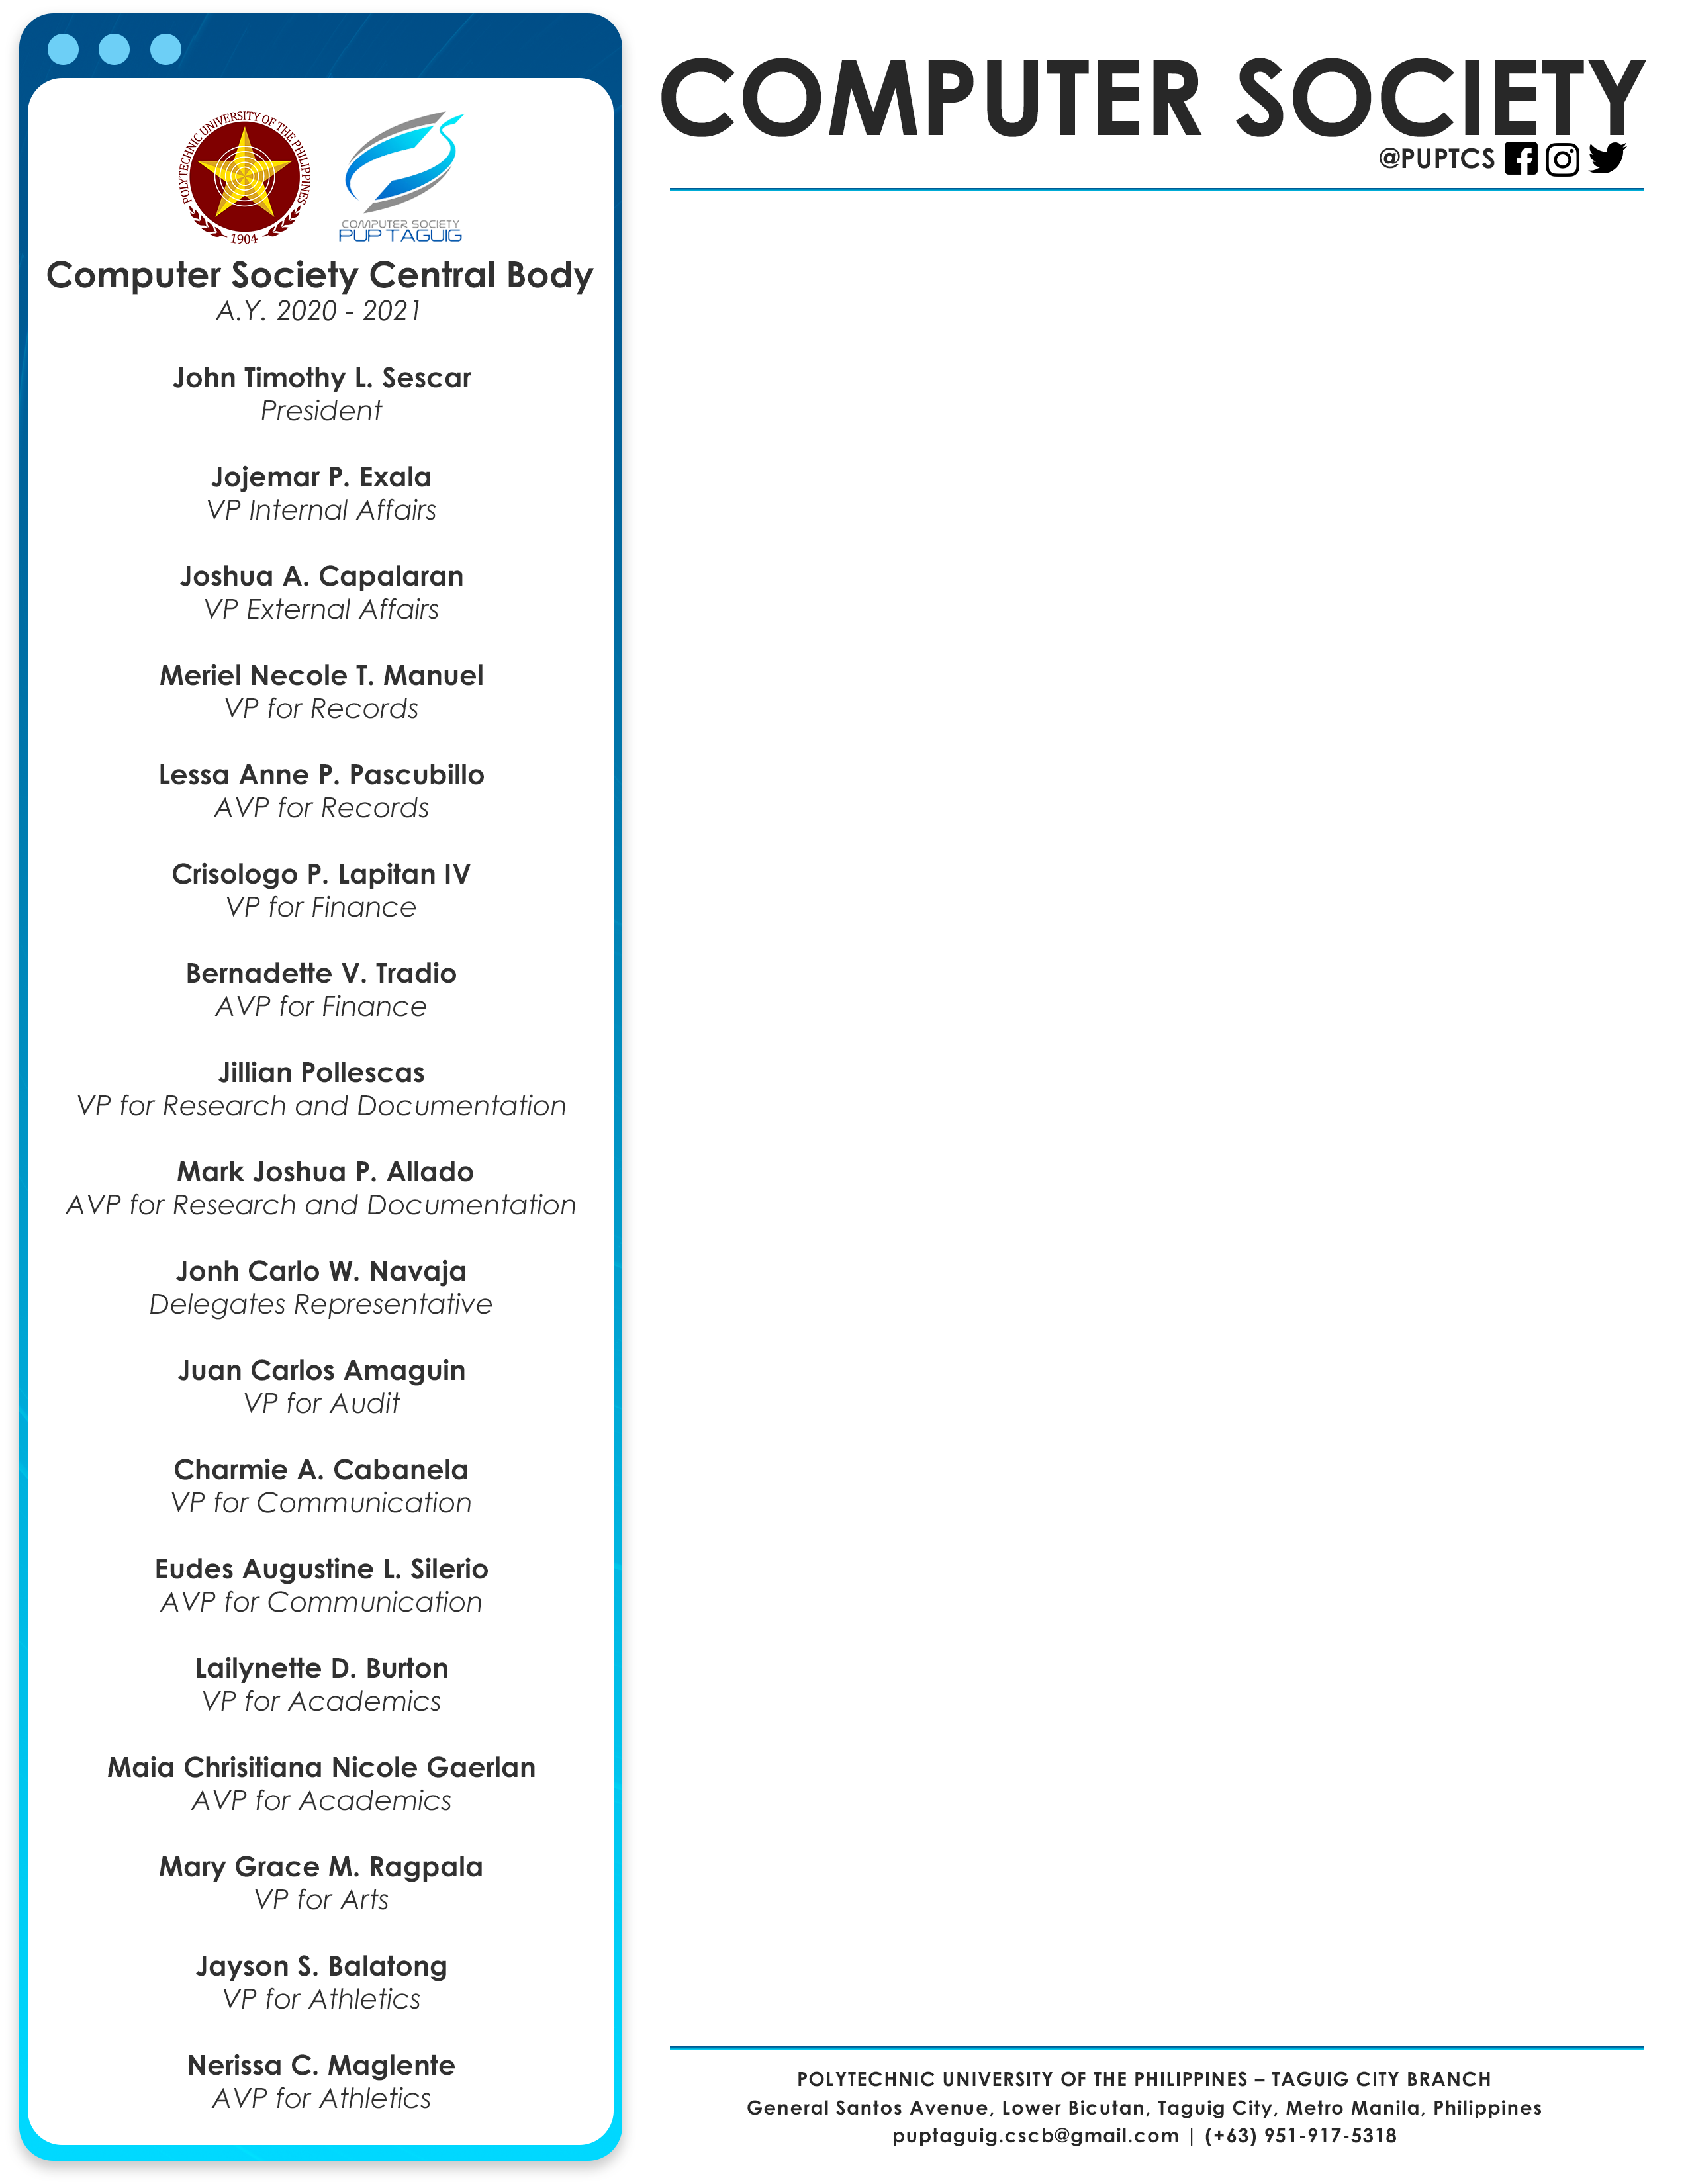 POLYTECHNIC UNIVERSITY OF THE PHILIPPINES
1904
COMPUTER SOCIETY
PUP TAGUIG
Computer Society Central Body
A.Y. 2020 - 2021
John Timothy L. Sescar
President
Jojemar P. Exala
VP Internal Affairs
Joshua A. Capalaran
VP External Affairs
Meriel Necole T. Manuel
VP for Records
Lessa Anne P. Pascubillo
AVP for Records
Crisologo P. Lapitan IV
VP for Finance
Bernadette V. Tradio
AVP for Finance
Jillian Pollescas
VP for Research and Documentation
Mark Joshua P. Allado
AVP for Research and Documentation
Jonh Carlo W. Navaja
Delegates Representative
Juan Carlos Amaguin
VP for Audit
Charmie A. Cabanela
VP for Communication
Eudes Augustine L. Silerio
AVP for Communication
Lailynette D. Burton
VP for Academics
Maia Chrisitiana Nicole Gaerlan
AVP for Academics
Mary Grace M. Ragpala
VP for Arts
Jayson S. Balatong
VP for Athletics
Nerissa C. Maglente
AVP for Athletics
COMPUTER SOCIETY
@PUPTCS
POLYTECHNIC UNIVERSITY OF THE PHILIPPINES – TAGUIG CITY BRANCH
General Santos Avenue, Lower Bicutan, Taguig City, Metro Manila, Philippines
puptaguig.cscb@gmail.com | (+63) 951-917-5318